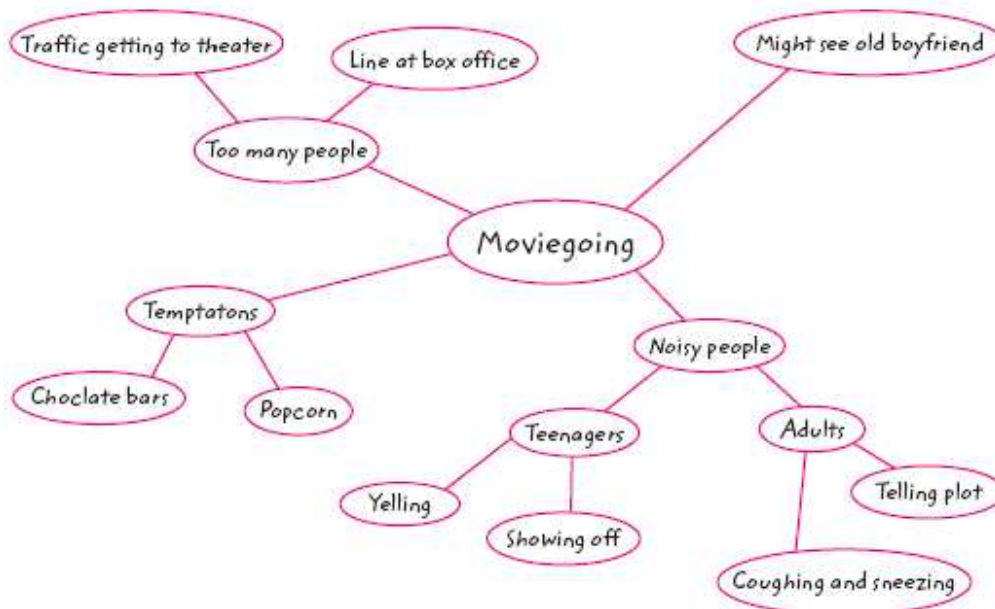 Traffic getting to theater
Line at box office
Might see old boyfriend
Too many people
Moviegoing
Temptatons
Noisy people
Choclate bars
Popcorn
Teenagers
Adults
Yelling
Telling plot
Showing off
Coughing and sneezing